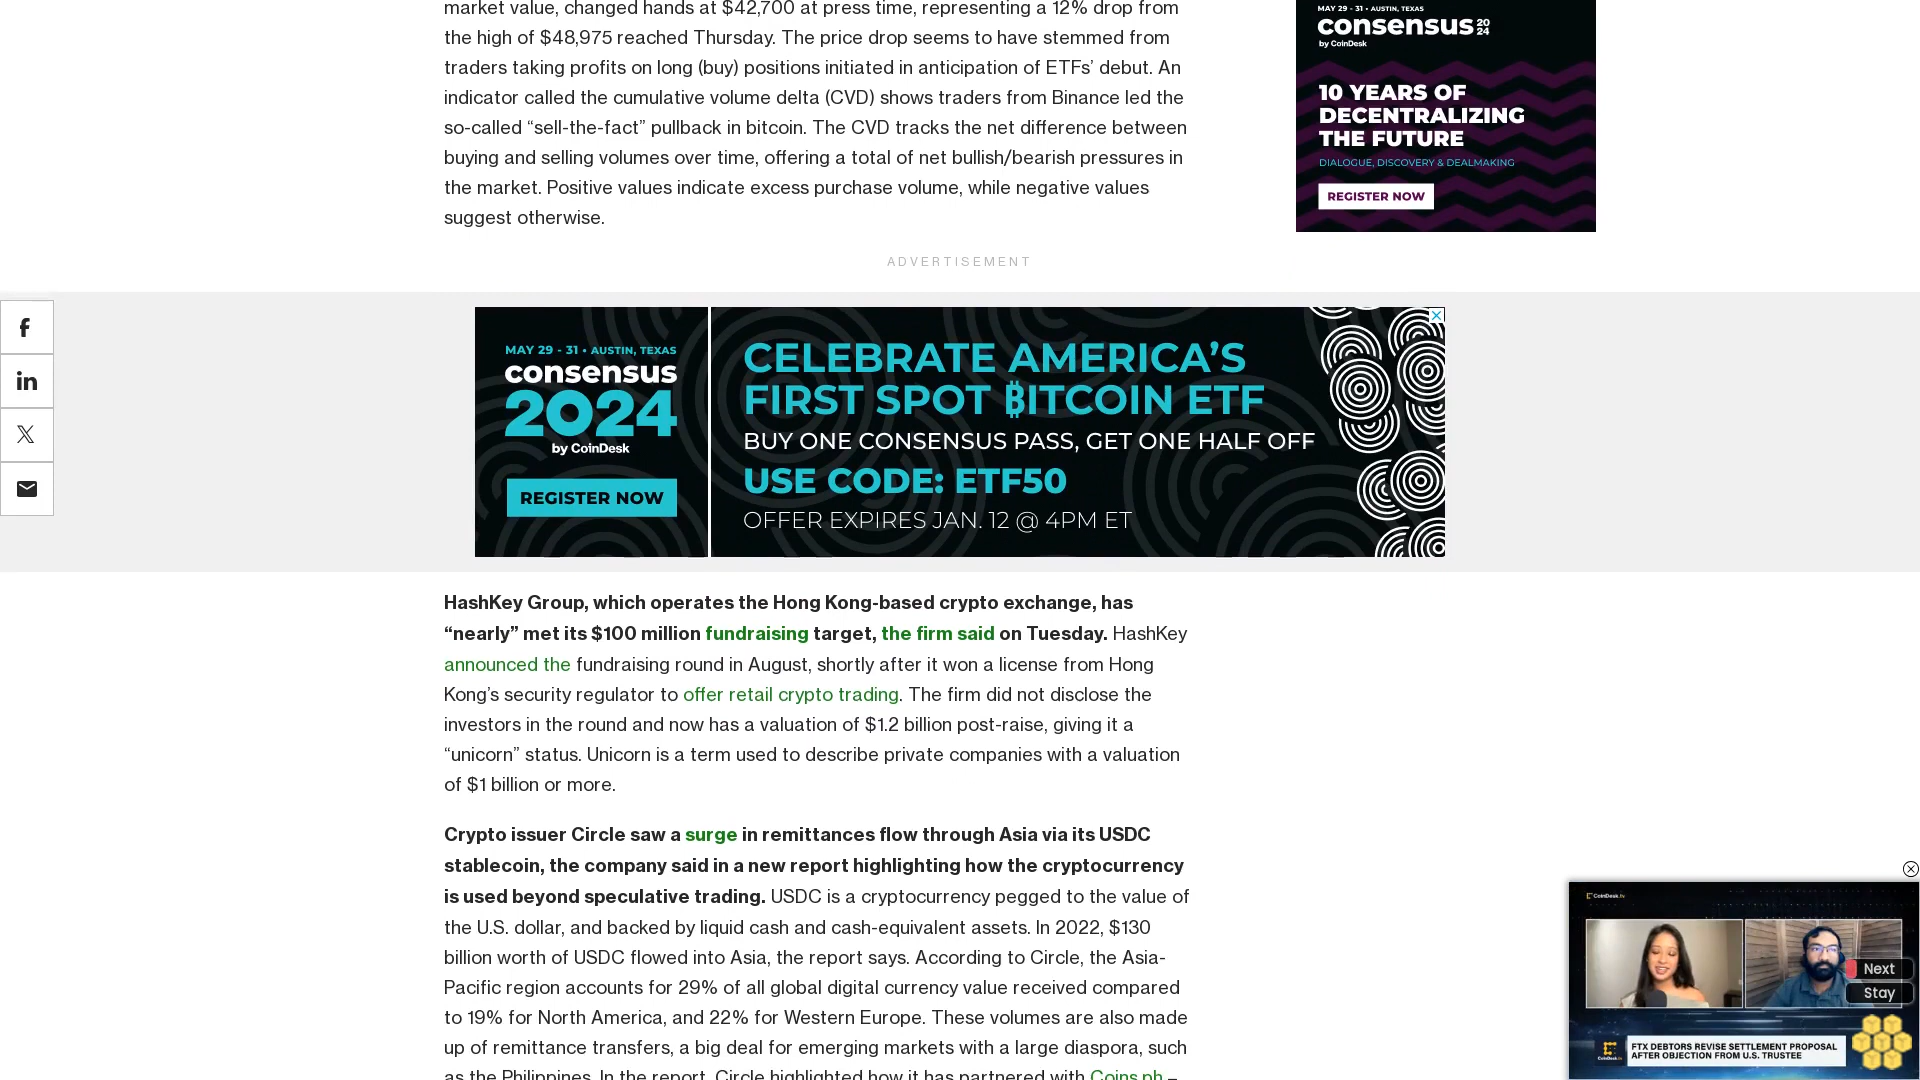 market value, changed hands at $42,700 at press time, representing a 12% drop from
the high of $48,975 reached Thursday. The price drop seems to have stemmed from
traders taking profits on long (buy) positions initiated in anticipation of ETFs’ debut. An
indicator called the cumulative volume delta (CVD) shows traders from Binance led the
so-called “sell-the-fact” pullback in bitcoin. The CVD tracks the net difference between
buying and selling volumes over time, offering a total of net bullish/bearish pressures in
the market. Positive values indicate excess purchase volume, while negative values
suggest otherwise.
MAY 29 - 31 • AUSTIN, TEXAS
consensus 20
24
by CoinDesk
10 YEARS OF
DECENTRALIZING
THE FUTURE
DIALOGUE, DISCOVERY & DEALMAKING
REGISTER NOW
ADVERTISEMENT
MAY 29 - 31 • AUSTIN, TEXAS
consensus
2024
by CoinDesk
REGISTER NOW
CELEBRATE AMERICA’S
FIRST SPOT ₿ITCOIN ETF
BUY ONE CONSENSUS PASS, GET ONE HALF OFF
USE CODE: ETF50
OFFER EXPIRES JAN. 12 @ 4PM ET
HashKey Group, which operates the Hong Kong-based crypto exchange, has
“nearly” met its $100 million fundraising target, the firm said on Tuesday. HashKey
announced the fundraising round in August, shortly after it won a license from Hong
Kong’s security regulator to offer retail crypto trading. The firm did not disclose the
investors in the round and now has a valuation of $1.2 billion post-raise, giving it a
“unicorn” status. Unicorn is a term used to describe private companies with a valuation
of $1 billion or more.
Crypto issuer Circle saw a surge in remittances flow through Asia via its USDC
stablecoin, the company said in a new report highlighting how the cryptocurrency
is used beyond speculative trading. USDC is a cryptocurrency pegged to the value of
the U.S. dollar, and backed by liquid cash and cash-equivalent assets. In 2022, $130
billion worth of USDC flowed into Asia, the report says. According to Circle, the Asia-
Pacific region accounts for 29% of all global digital currency value received compared
to 19% for North America, and 22% for Western Europe. These volumes are also made
up of remittance transfers, a big deal for emerging markets with a large diaspora, such
as the Philippines. In the report, Circle highlighted how it has partnered with Coins.ph –
CoinDesk.tv
Next
Stay
CoinDesk.tv
FTX DEBTORS REVISE SETTLEMENT PROPOSAL
AFTER OBJECTION FROM U.S. TRUSTEE